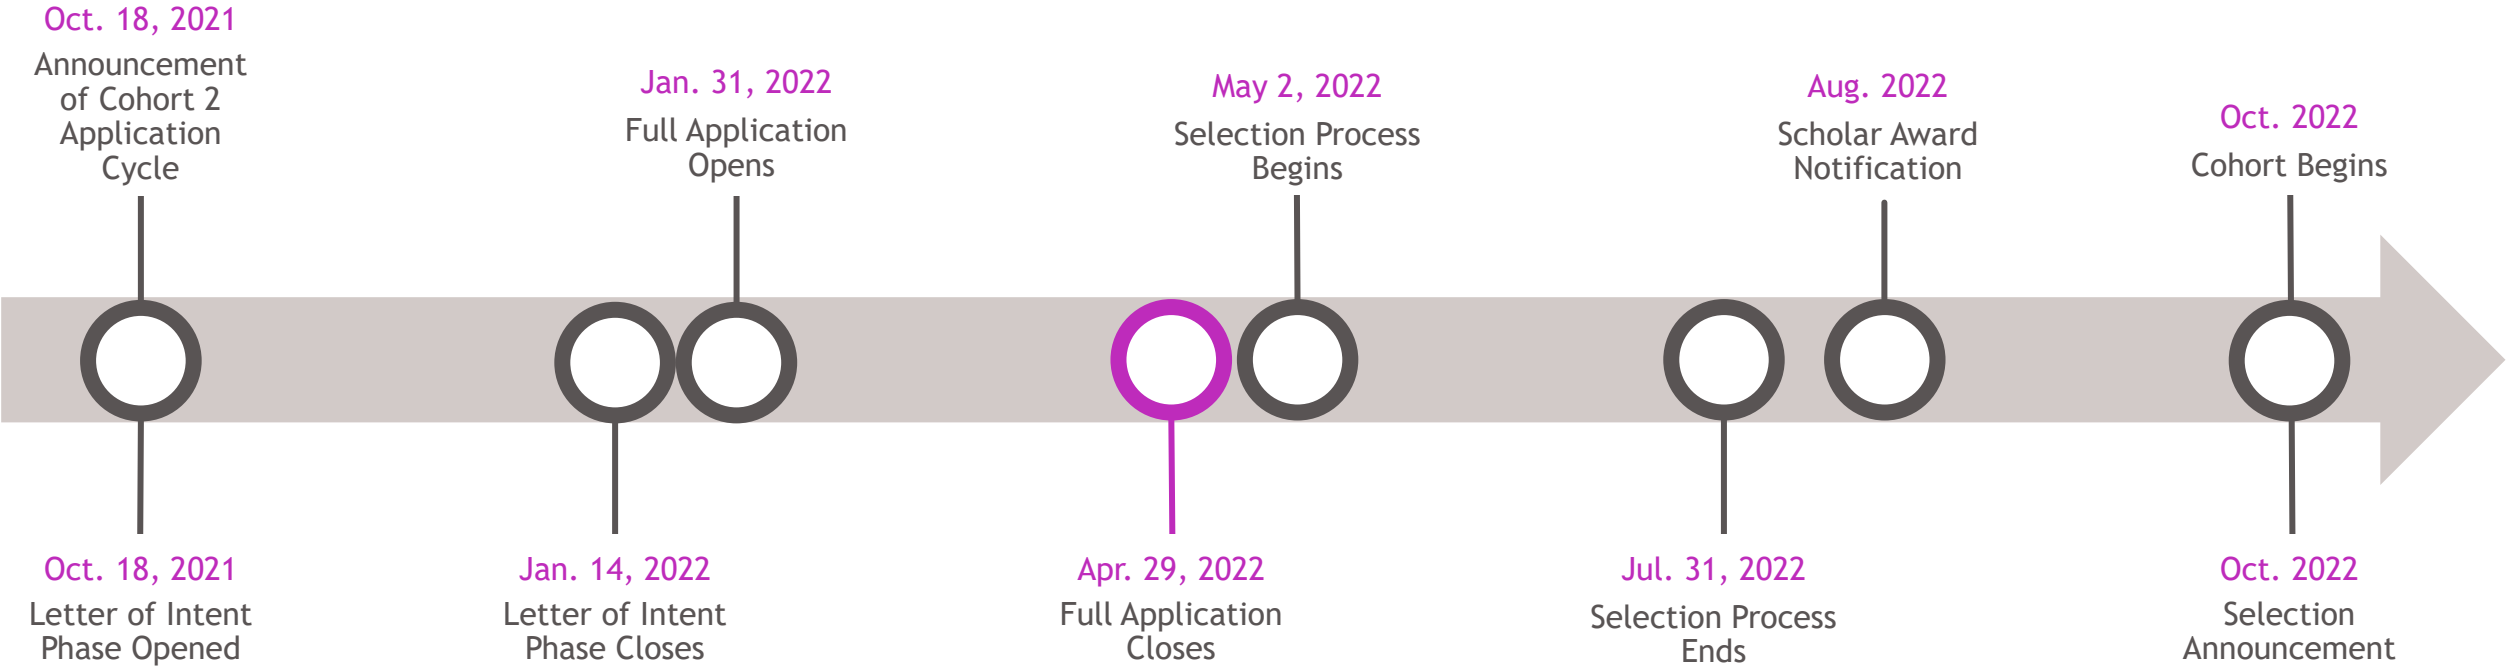 Oct. 18, 2021
Announcement
of Cohort 2
Application
Cycle
Jan. 31, 2022
Full Application
Opens
May 2, 2022
Selection Process
Begins
Aug. 2022
Scholar Award
Notification
Oct. 2022
Cohort Begins
Oct. 18, 2021
Letter of Intent
Phase Opened
Jan. 14, 2022
Letter of Intent
Phase Closes
Apr. 29, 2022
Full Application
Closes
Jul. 31, 2022
Selection Process
Ends
Oct. 2022
Selection
Announcement